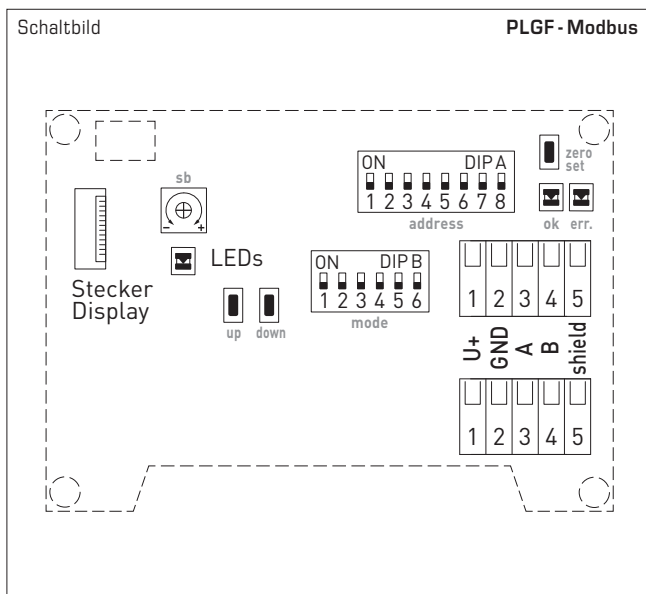 Schaltbild PLGF - Modbus
ON DIP A
1 2 3 4 5 6 7 8
address
zero
set
ok err.
sb
- +
LEDs
Stecker
Display
up down
ON DIP B
1 2 3 4 5 6
mode
1 2 3 4 5
U+
GND
A
B
shield
1 2 3 4 5